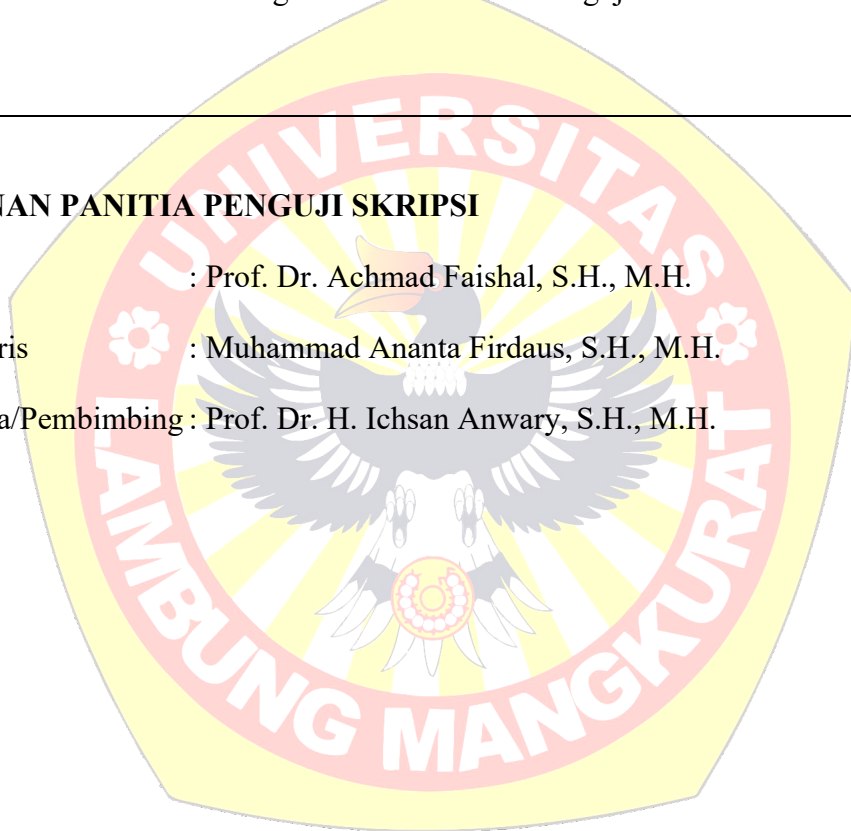 NAN PANITIA PENGUJI SKRIPSI
: Prof. Dr. Achmad Faishal, S.H., M.H.
ris : Muhammad Ananta Firdaus, S.H., M.H.
a/Pembimbing : Prof. Dr. H. Ichsan Anwary, S.H., M.H.
UNIVERSITAS
LAMBUNG MANGKURAT